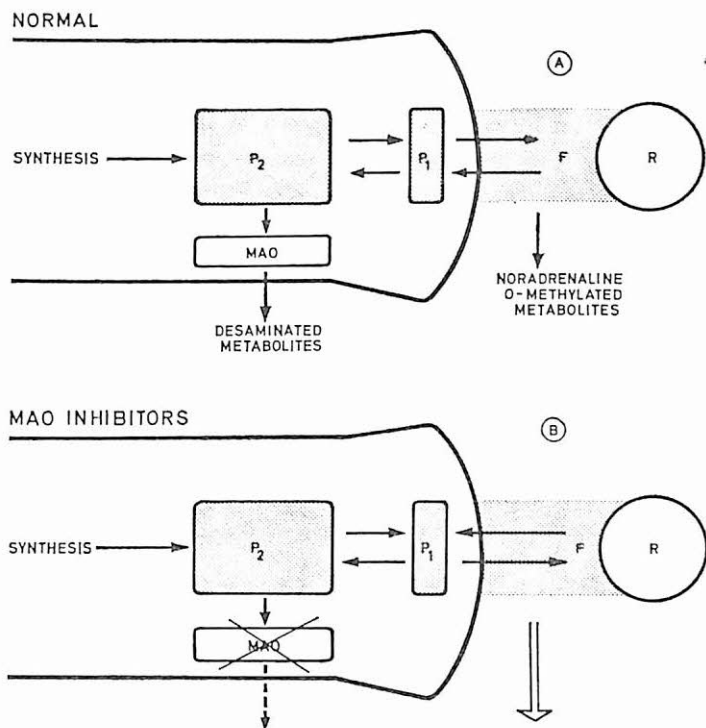 NORMAL
A
SYNTHESIS
P2
P1
F
R
MAO
NORADRENALINE
O-METHYLATED
METABOLITES
DESAMINATED
METABOLITES
MAO INHIBITORS
B
SYNTHESIS
P2
P1
F
R
MAO